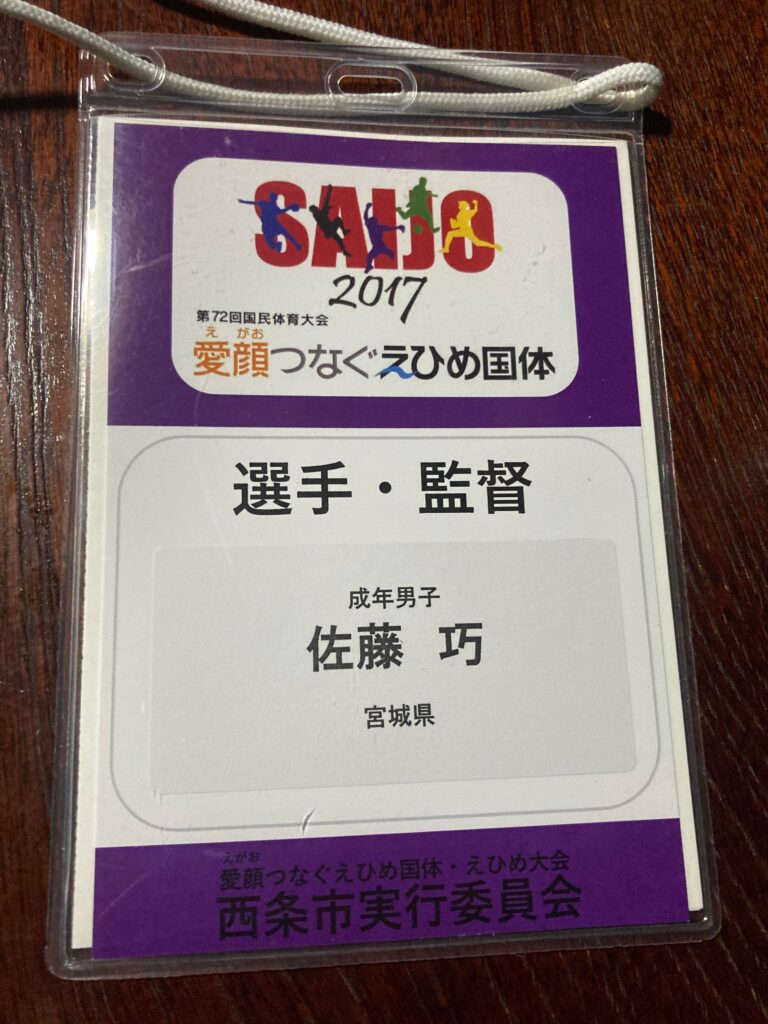 SAIJO
2017
第72回国民体育大会
え がお
愛顔つなぐえひめ国体
選手・監督
成年男子
佐藤 巧
宮城県
えがお
愛顔つなぐえひめ国体・えひめ大会
西条市実行委員会